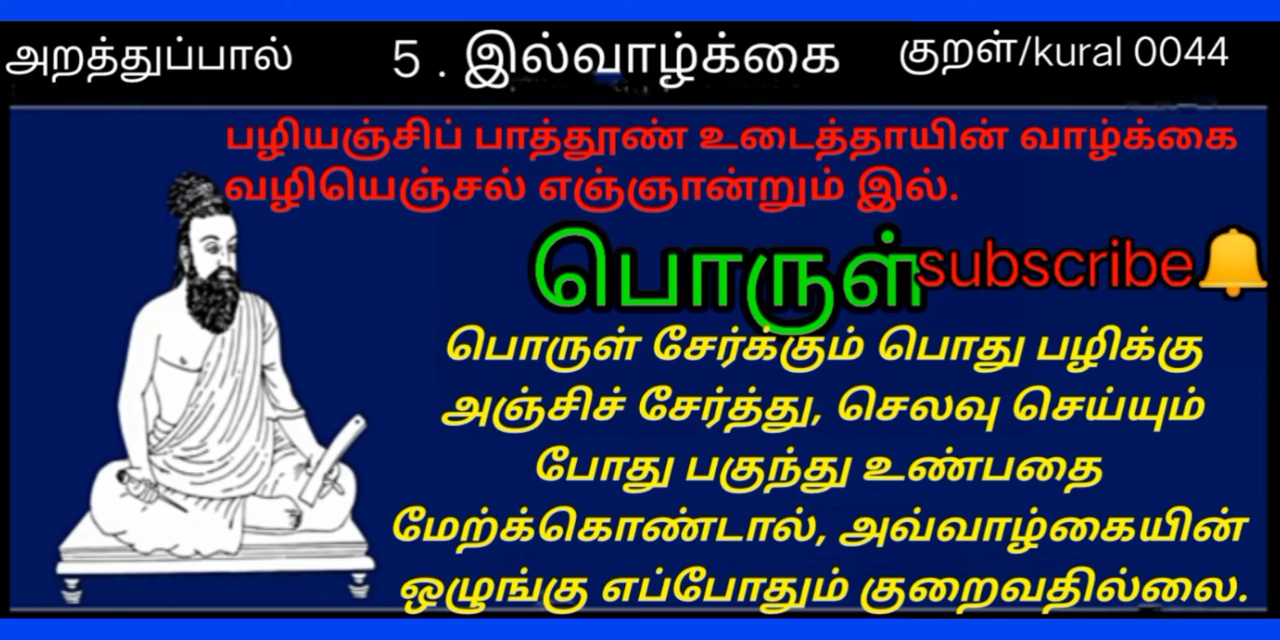 அறத்துப்பால் 5 . இல்வாழ்க்கை குறள்/kural 0044
பழியஞ்சிப் பாத்தூண் உடைத்தாயின் வாழ்க்கை
வழியெஞ்சல் எஞ்ஞான்றும் இல்.
பொருள் subscribe
பொருள் சேர்க்கும் பொது பழிக்கு
அஞ்சிச் சேர்த்து, செலவு செய்யும்
போது பகுந்து உண்பதை
மேற்க்கொண்டால், அவ்வாழ்கையின்
ஒழுங்கு எப்போதும் குறைவதில்லை.